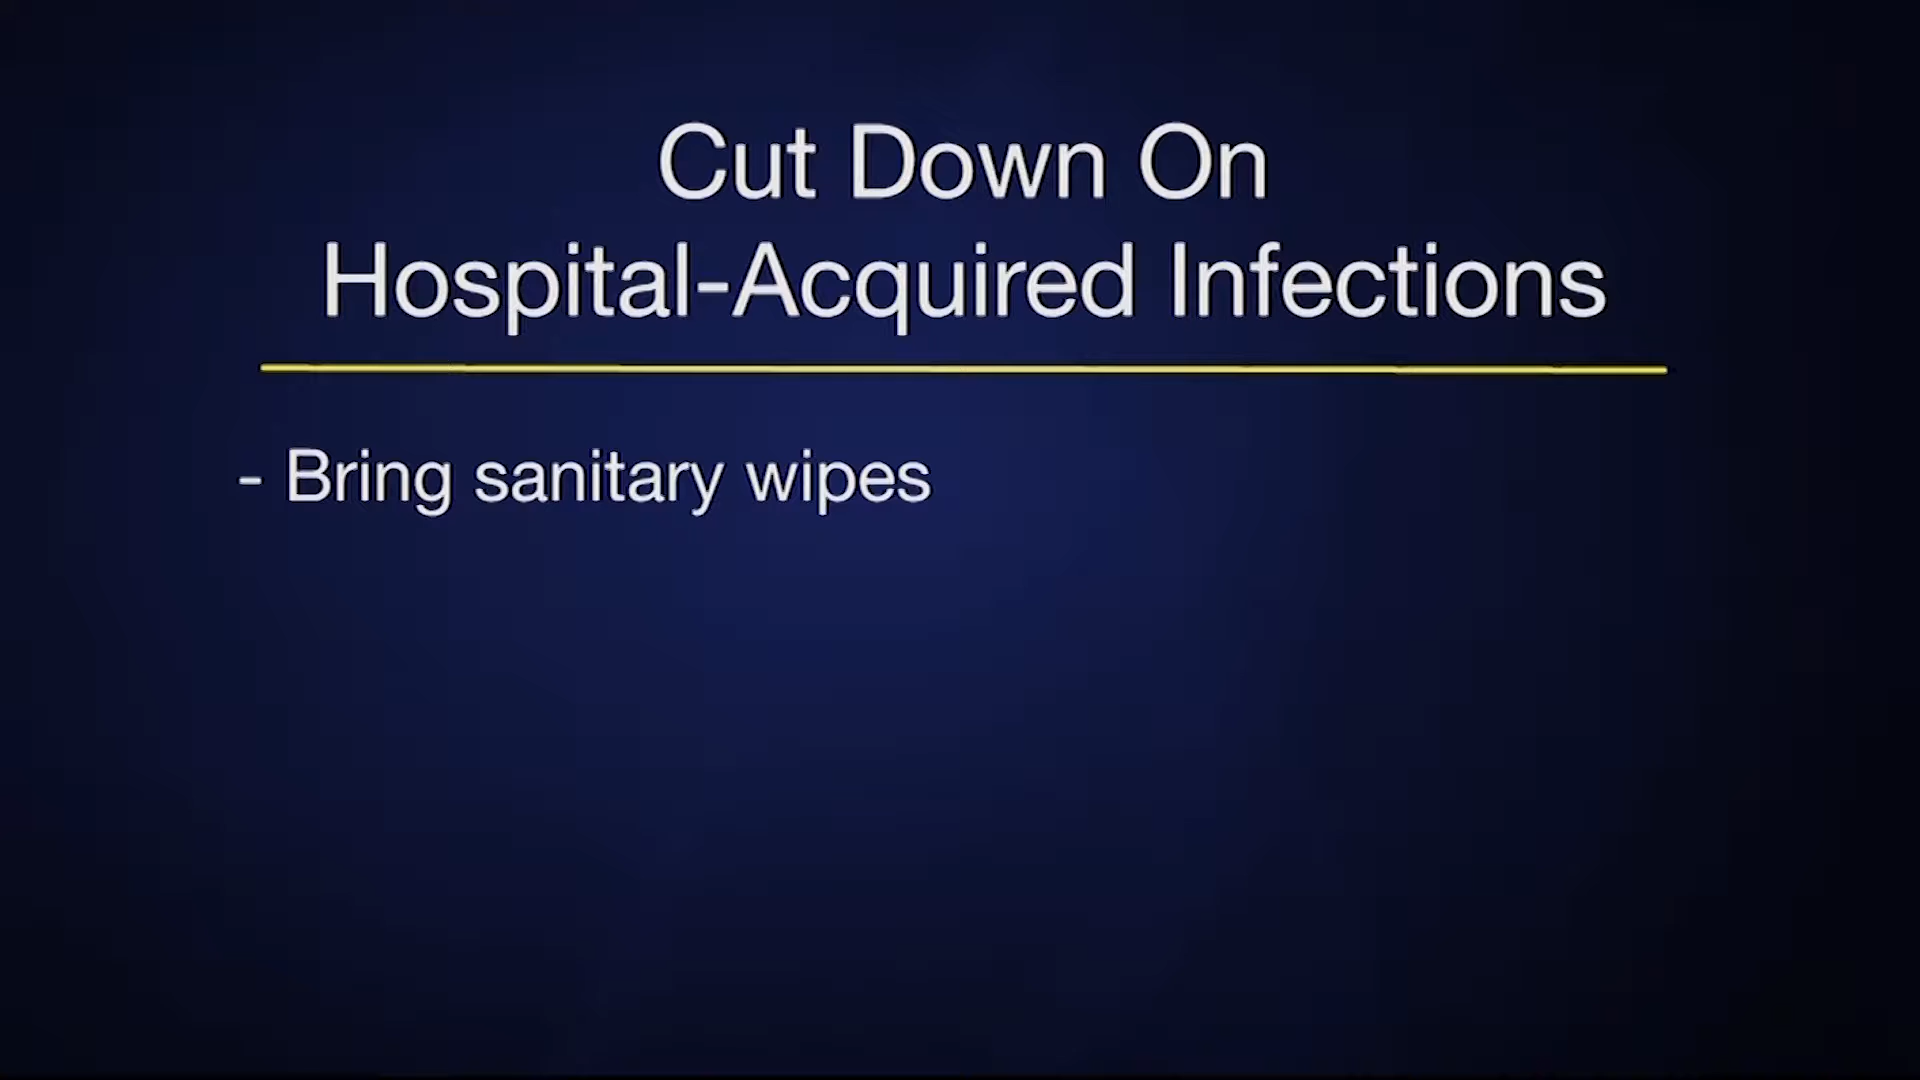 Cut Down On
Hospital-Acquired Infections
- Bring sanitary wipes